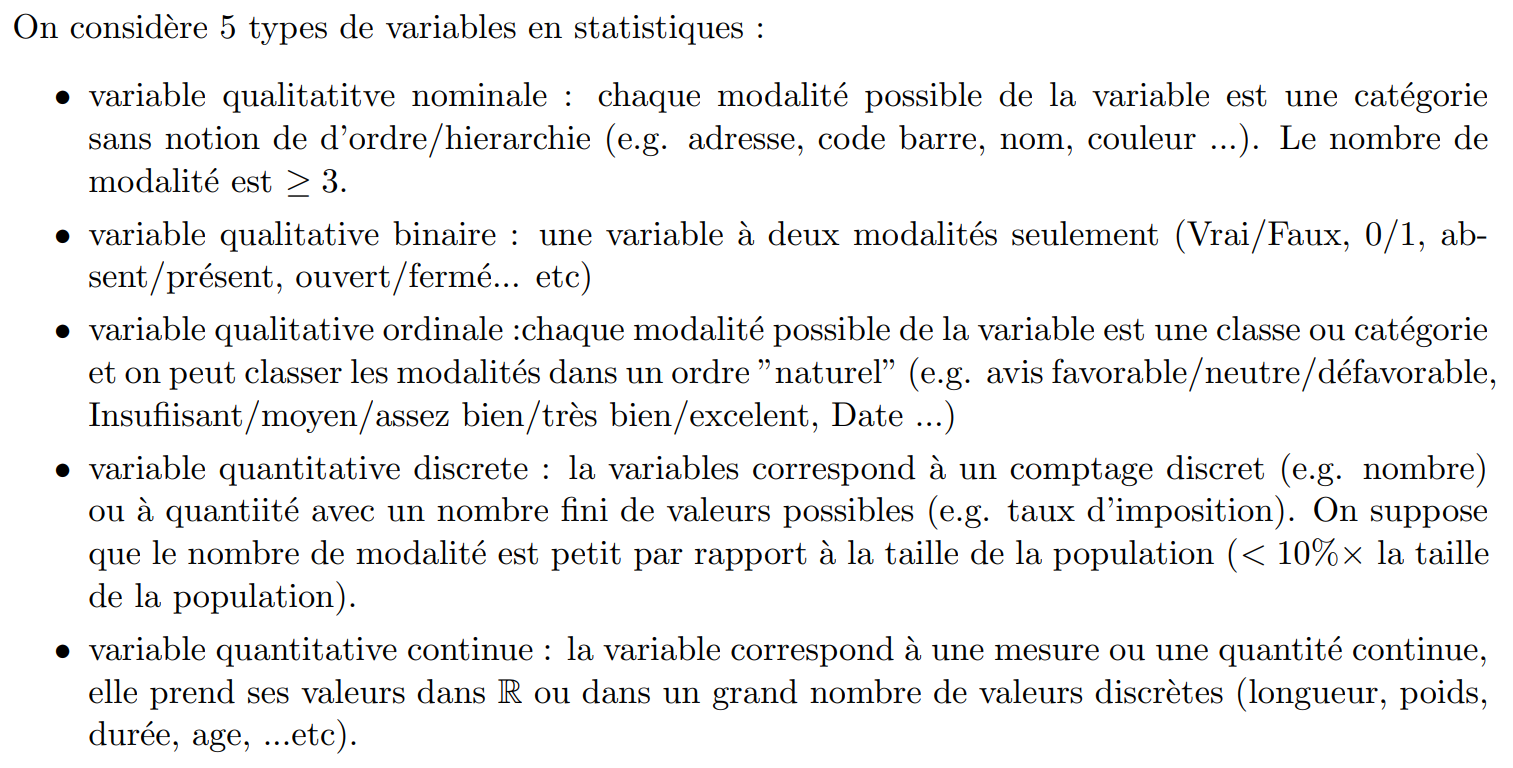 On considère 5 types de variables en statistiques :
• variable qualitatitve nominale : chaque modalité possible de la variable est une catégorie
sans notion de d'ordre/hierarchie (e.g. adresse, code barre, nom, couleur ...). Le nombre de
modalité est ≥ 3.
• variable qualitative binaire : une variable à deux modalités seulement (Vrai/Faux, 0/1, ab-
sent/présent, ouvert/fermé... etc)
• variable qualitative ordinale :chaque modalité possible de la variable est une classe ou catégorie
et on peut classer les modalités dans un ordre ”naturel” (e.g. avis favorable/neutre/défavorable,
Insufiisant/moyen/assez bien/très bien/excelent, Date ...)
• variable quantitative discrete : la variables correspond à un comptage discret (e.g. nombre)
ou à quantiité avec un nombre fini de valeurs possibles (e.g. taux d'imposition). On suppose
que le nombre de modalité est petit par rapport à la taille de la population (< 10%× la taille
de la population).
• variable quantitative continue : la variable correspond à une mesure ou une quantité continue,
elle prend ses valeurs dans ℝ ou dans un grand nombre de valeurs discrètes (longueur, poids,
durée, age, ...etc).